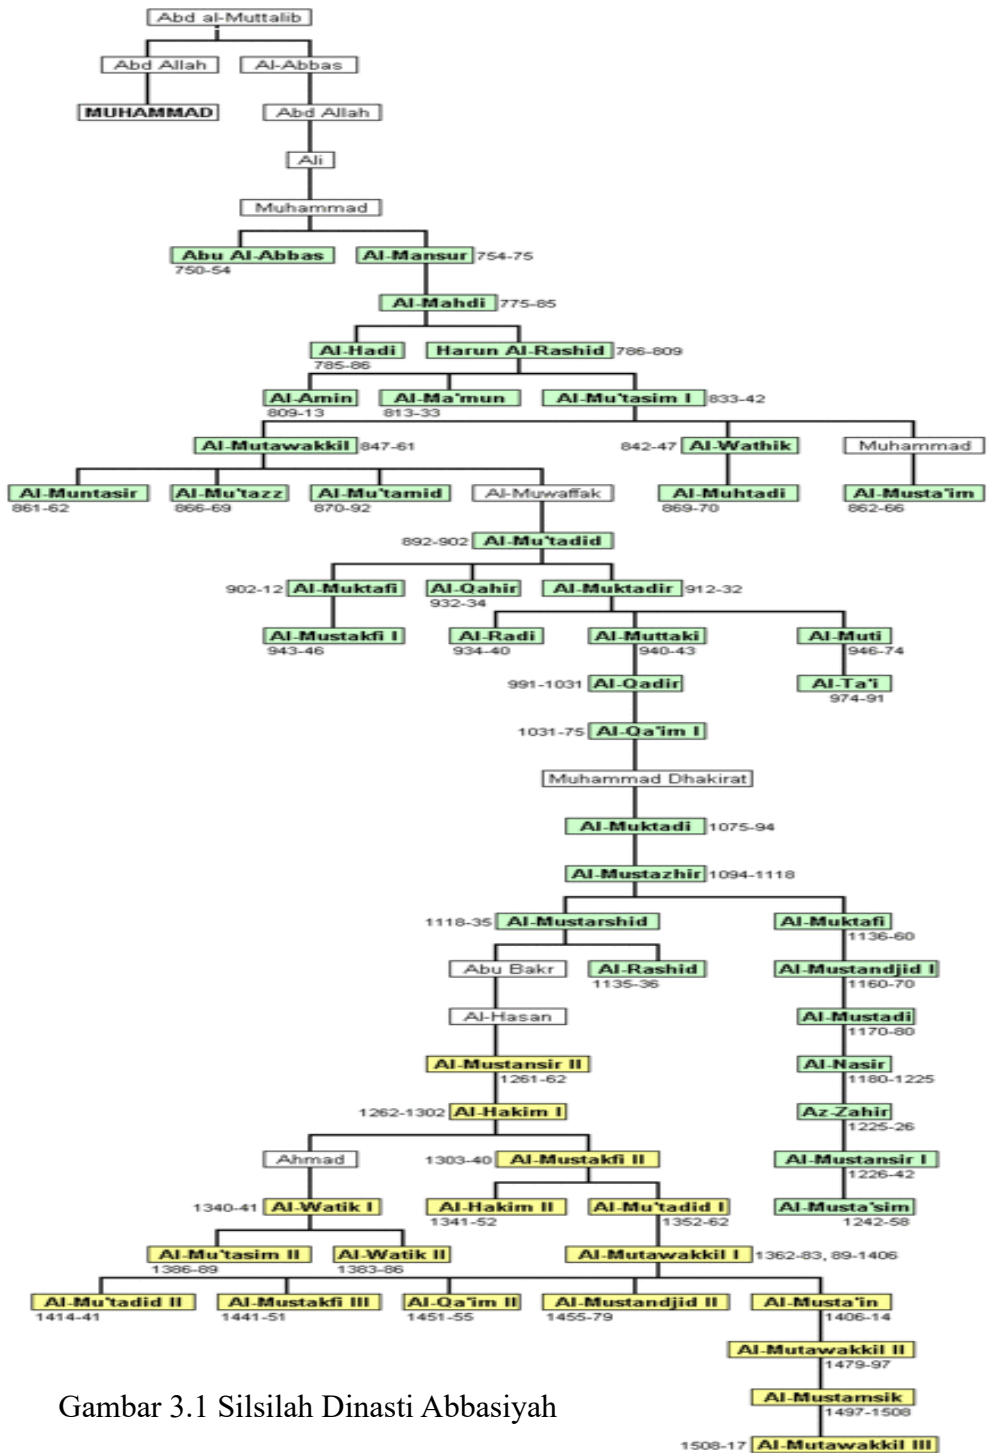 Abd al-Muttalib
Abd Allah Al-Abbas
MUHAMMAD Abd Allah
Ali
Muhammad
Abu Al-Abbas Al-Mansur 754-75
750-54
Al-Mahdi 775-85
Al-Hadi Harun Al-Rashid 786-809
785-86
Al-Amin Al-Ma'mun Al-Mu'tasim I 833-42
809-13 813-33
Al-Mutawakkil 847-61 842-47 Al-Wathik Muhammad
Al-Muntasir Al-Mu'tazz Al-Mu'tamid Al-Muwaffak Al-Muhtadi Al-Musta'im
861-62 866-69 870-92 869-70 862-66
892-902 Al-Mu'tadid
902-12 Al-Muktafi Al-Qahir Al-Muktadir 912-32
932-34
Al-Mustakfi I Al-Radi Al-Muttaki Al-Muti
943-46 934-40 940-43 946-74
991-1031 Al-Qadir Al-Ta'i
974-91
1031-75 Al-Qa'im I
Muhammad Dhakirat
Al-Muktadi 1075-94
Al-Mustazhir 1094-1118
1118-35 Al-Mustarshid Al-Muktafi
1136-60
Abu Bakr Al-Rashid Al-Mustandjid I
1135-36 1160-70
Al-Hasan Al-Mustadi
1170-80
Al-Mustansir II Al-Nasir
1261-62 1180-1225
1262-1302 Al-Hakim I Az-Zahir
1225-26
Ahmad 1303-40 Al-Mustakfi II Al-Mustansir I
1226-42
1340-41 Al-Watik I Al-Hakim II Al-Mu'tadid I Al-Musta'sim
1341-52 1352-62 1242-58
Al-Mu'tasim II Al-Watik II Al-Mutawakkil I 1362-83, 89-1406
1386-89 1383-86
Al-Mu'tadid II Al-Mustakfi III Al-Qa'im II Al-Mustandjid II Al-Musta'in
1414-41 1441-51 1451-55 1455-79 1406-14
Al-Mutawakkil II
1479-97
Al-Mustamsik
1497-1508
Gambar 3.1 Silsilah Dinasti Abbasiyah
1508-17 Al-Mutawakkil III